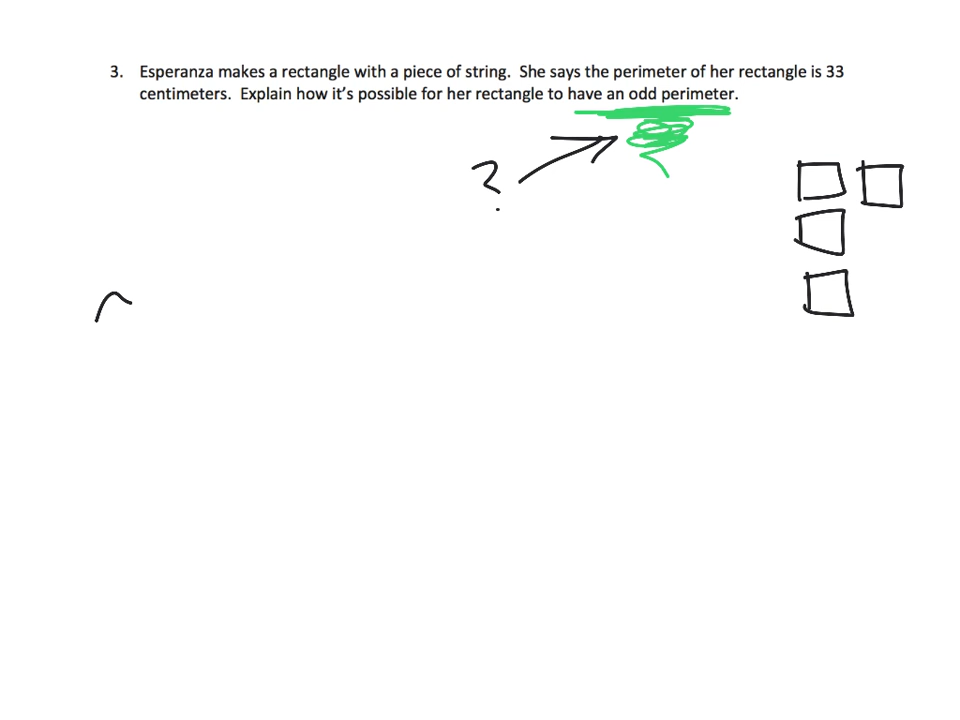 3. Esperanza makes a rectangle with a piece of string. She says the perimeter of her rectangle is 33
centimeters. Explain how it's possible for her rectangle to have an odd perimeter.
?